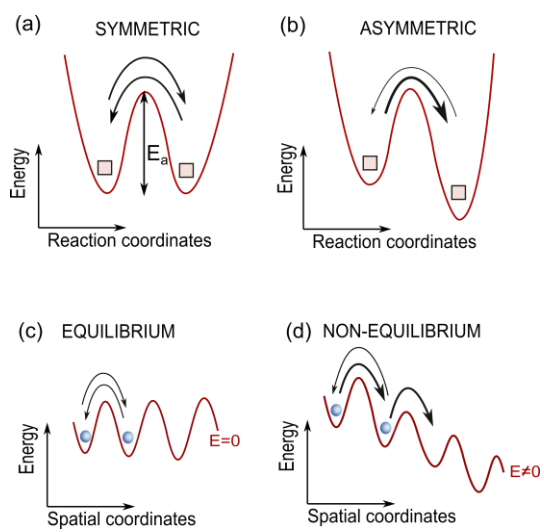 (a) SYMMETRIC
E_a
Energy
Reaction coordinates
(b) ASYMMETRIC
Energy
Reaction coordinates
(c) EQUILIBRIUM
E=0
Energy
Spatial coordinates
(d) NON-EQUILIBRIUM
E≠0
Energy
Spatial coordinates